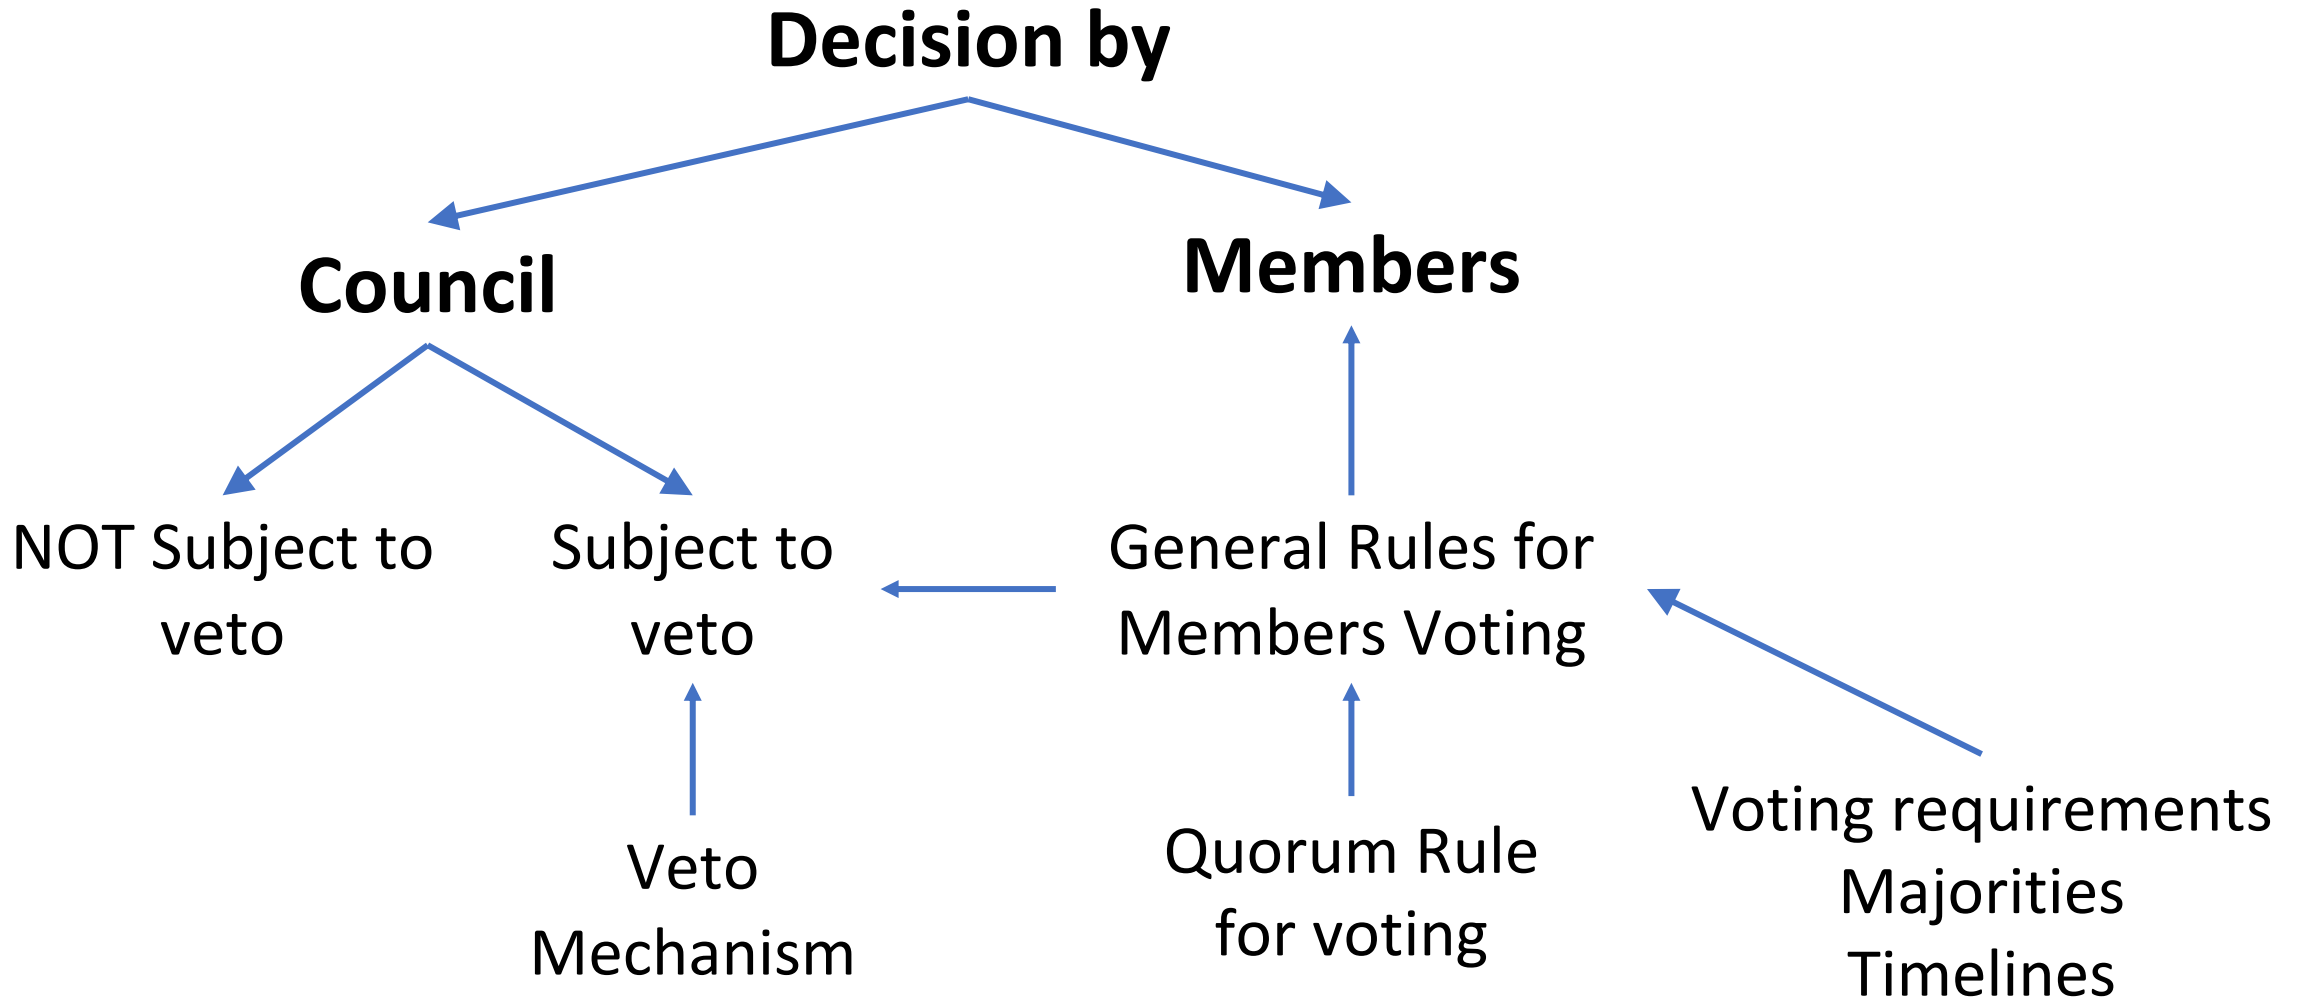 Decision by
Council
Members
NOT Subject to
veto
Subject to
veto
General Rules for
Members Voting
Veto
Mechanism
Quorum Rule
for voting
Voting requirements
Majorities
Timelines